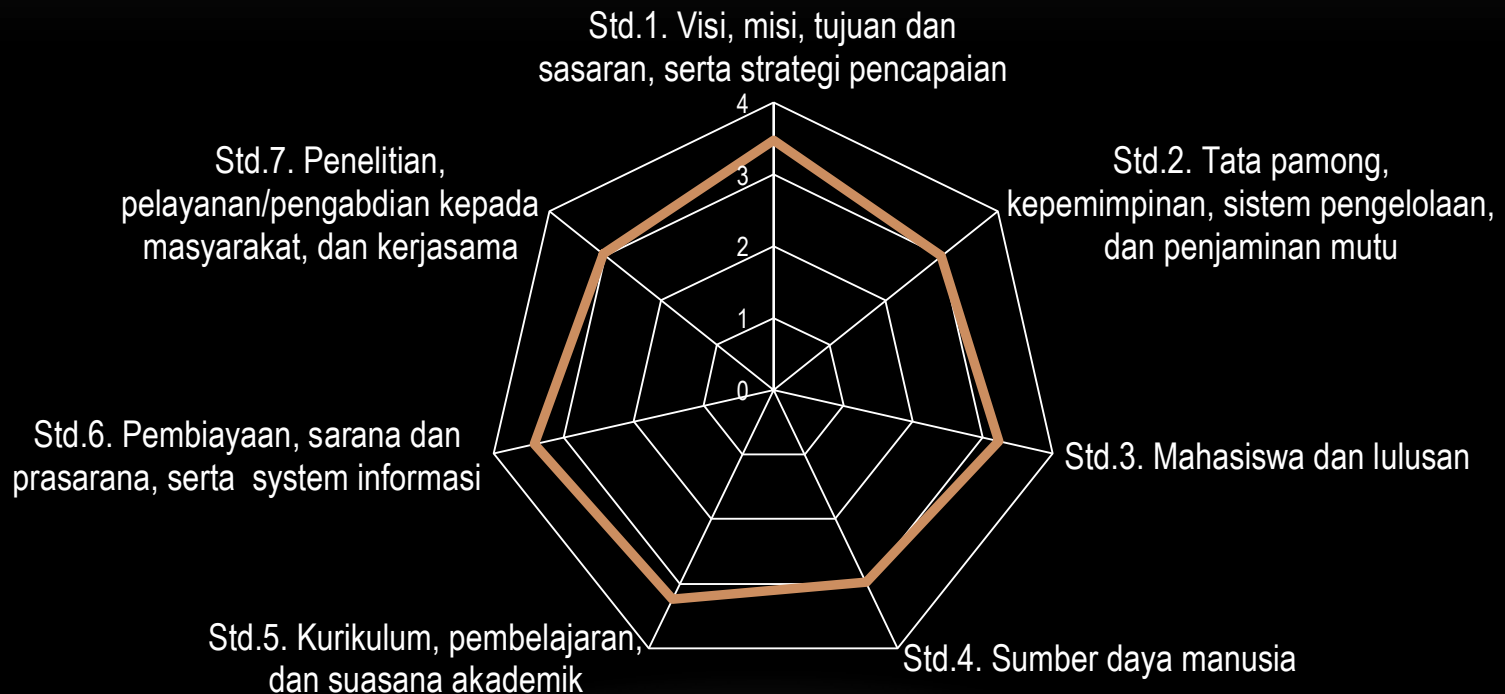 Std.1. Visi, misi, tujuan dan
sasaran, serta strategi pencapaian
4
3
2
1
0
Std.2. Tata pamong,
kepemimpinan, sistem pengelolaan,
dan penjaminan mutu
Std.3. Mahasiswa dan lulusan
Std.4. Sumber daya manusia
Std.5. Kurikulum, pembelajaran,
dan suasana akademik
Std.6. Pembiayaan, sarana dan
prasarana, serta  system informasi
Std.7. Penelitian,
pelayanan/pengabdian kepada
masyarakat, dan kerjasama